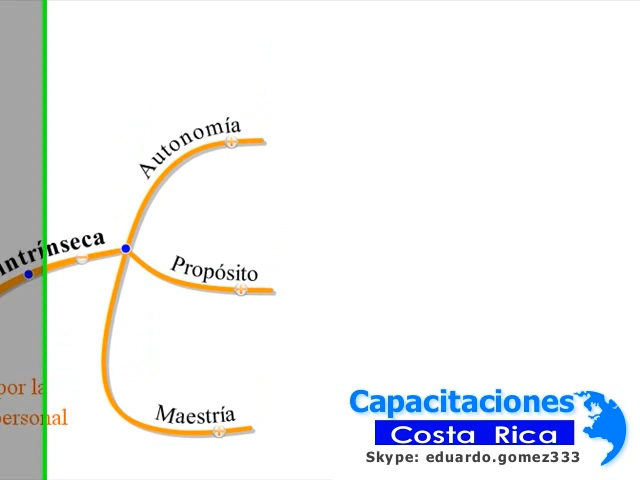 Autonomía
Intrínseca
Propósito
por la
personal
Maestría
Capacitaciones
Costa Rica
Skype: eduardo.gomez333